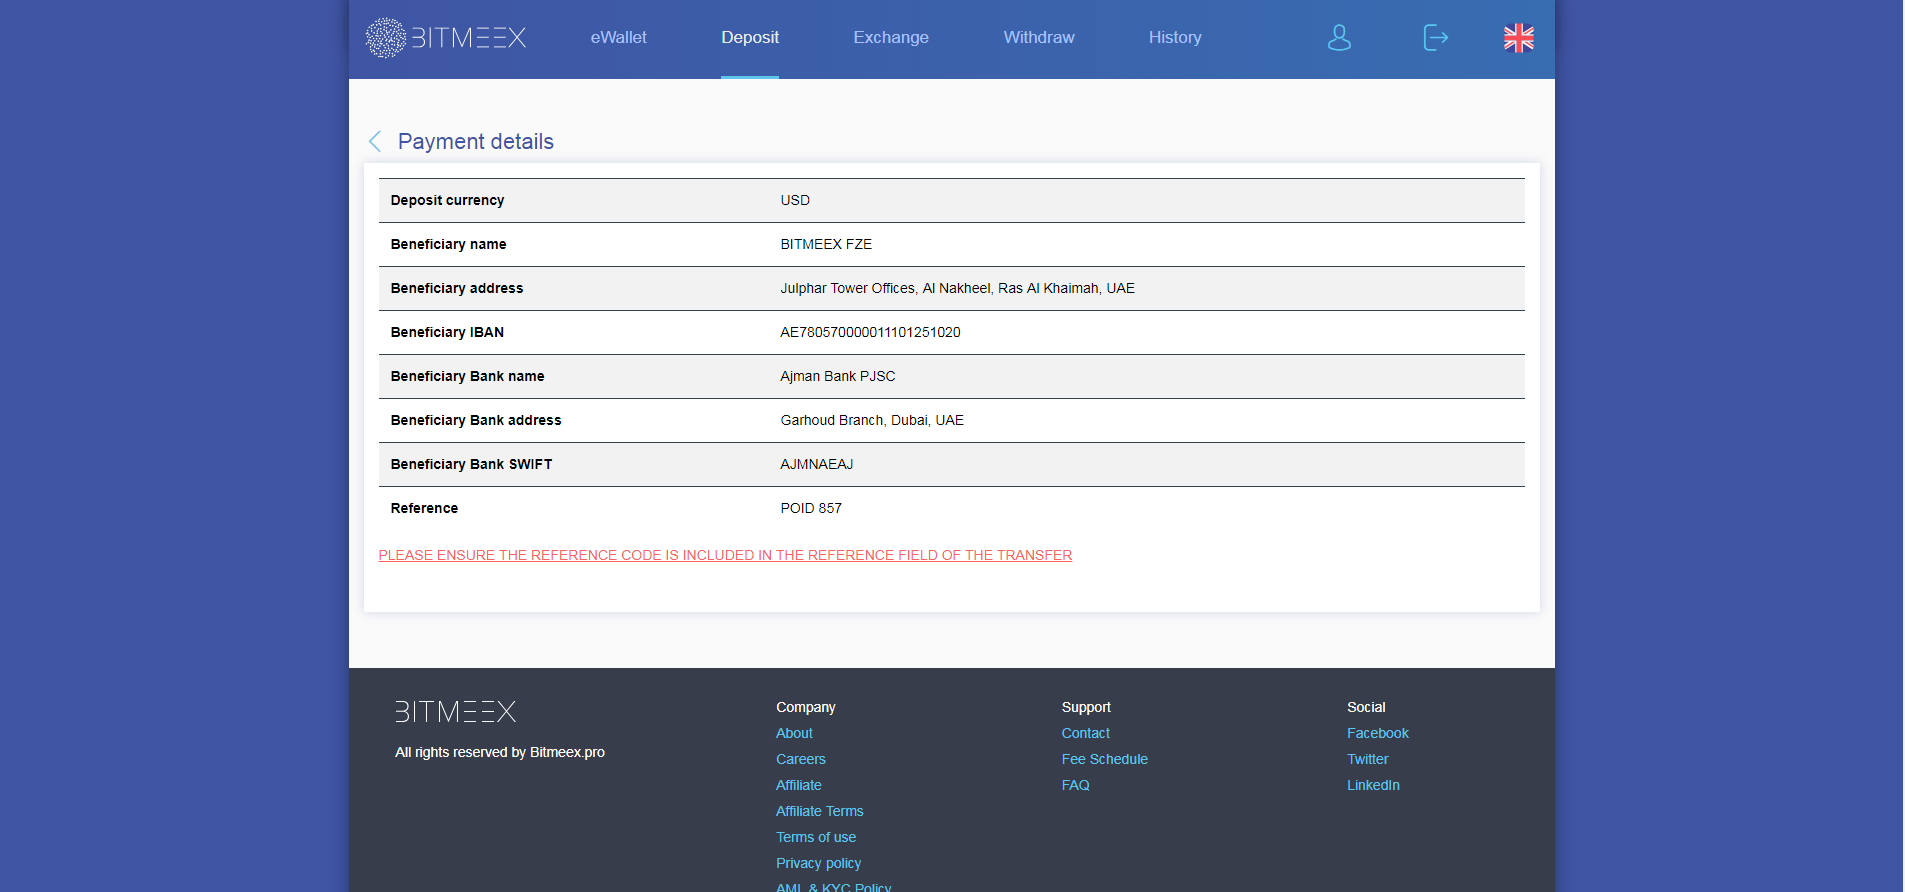 BITMEEX
eWallet
Deposit
Exchange
Withdraw
History
Payment details
Deposit currency USD
Beneficiary name BITMEEX FZE
Beneficiary address Julphar Tower Offices, Al Nakheel, Ras Al Khaimah, UAE
Beneficiary IBAN AE780570000011101251020
Beneficiary Bank name Ajman Bank PJSC
Beneficiary Bank address Garhoud Branch, Dubai, UAE
Beneficiary Bank SWIFT AJMNAEAJ
Reference POID 857
PLEASE ENSURE THE REFERENCE CODE IS INCLUDED IN THE REFERENCE FIELD OF THE TRANSFER
BITMEEX
All rights reserved by Bitmeex.pro
Company
About
Careers
Affiliate
Affiliate Terms
Terms of use
Privacy policy
AML & KYC Policy
Support
Contact
Fee Schedule
FAQ
Social
Facebook
Twitter
LinkedIn